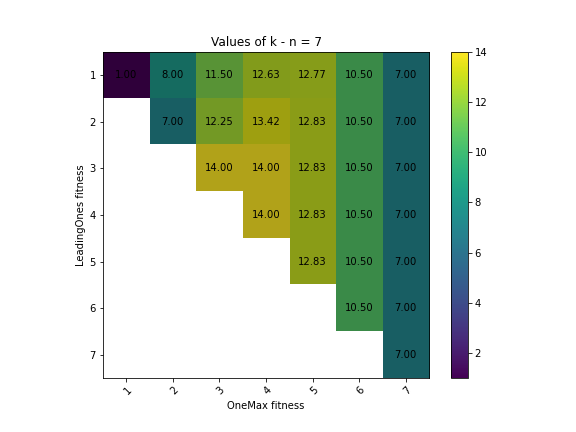 Values of k - n = 7
1 1.00 8.00 11.50 12.63 12.77 10.50 7.00
2 7.00 12.25 13.42 12.83 10.50 7.00
3 14.00 14.00 12.83 10.50 7.00
4 14.00 12.83 10.50 7.00
5 12.83 10.50 7.00
6 10.50 7.00
7 7.00
1 2 3 4 5 6 7
OneMax fitness
LeadingOnes fitness
14
12
10
8
6
4
2